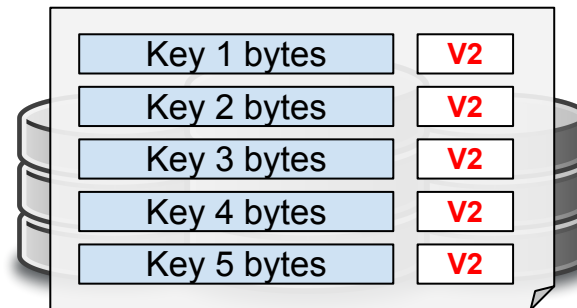 Key 1 bytes V2
Key 2 bytes V2
Key 3 bytes V2
Key 4 bytes V2
Key 5 bytes V2